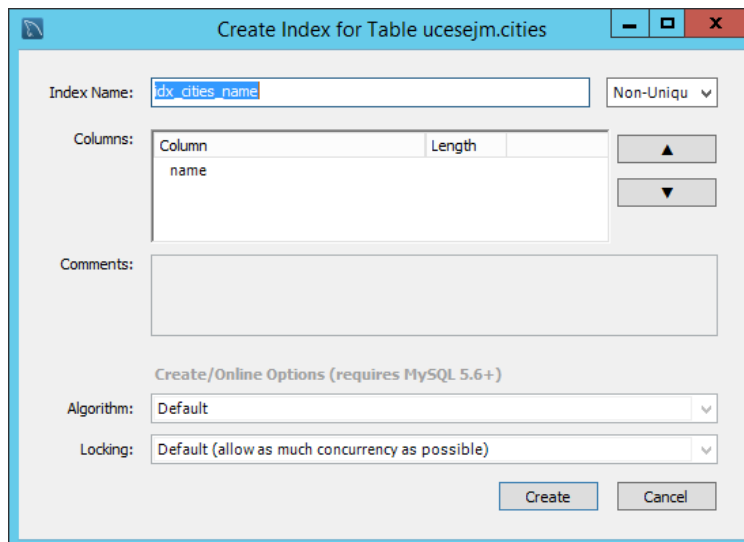 Create Index for Table ucesejm.cities
Index Name: idx_cities_name Non-Uniqu
Columns: Column Length
name
Comments:
Create/Online Options (requires MySQL 5.6+)
Algorithm: Default
Locking: Default (allow as much concurrency as possible)
Create Cancel